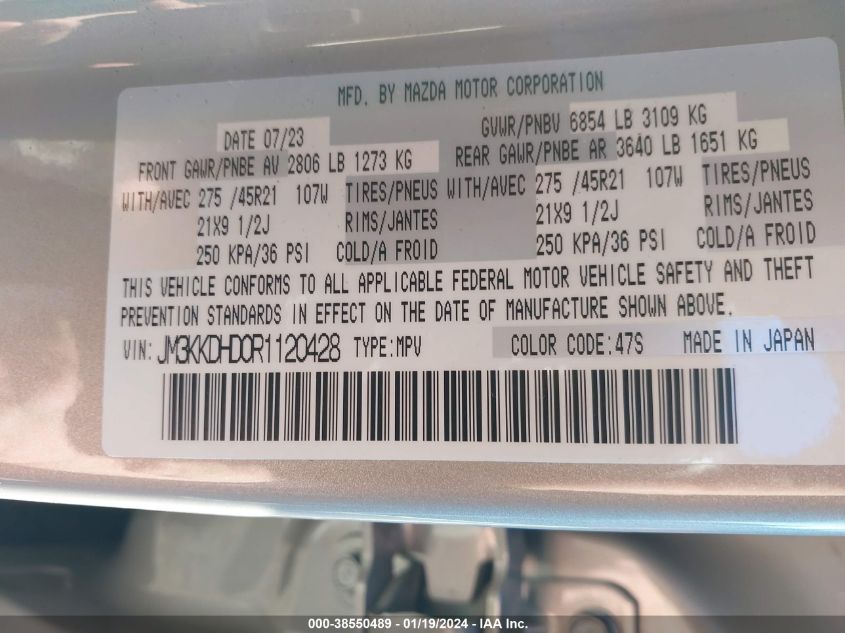 MFD. BY MAZDA MOTOR CORPORATION
DATE 07/23 GVWR/PNBV 6854 LB 3109 KG
FRONT GAWR/PNBE AV 2806 LB 1273 KG REAR GAWR/PNBE AR 3640 LB 1651 KG
WITH/AVEC 275 /45R21 107W TIRES/PNEUS WITH/AVEC 275 /45R21 107W TIRES/PNEUS
21X9 1/2J RIMS/JANTES 21X9 1/2J RIMS/JANTES
250 KPA/36 PSI COLD/A FROID 250 KPA/36 PSI COLD/A FROID
THIS VEHICLE CONFORMS TO ALL APPLICABLE FEDERAL MOTOR VEHICLE SAFETY AND THEFT
PREVENTION STANDARDS IN EFFECT ON THE DATE OF MANUFACTURE SHOWN ABOVE.
VIN: JM3KKDHD0R1120428 TYPE:MPV COLOR CODE:47S MADE IN JAPAN
000-38550489 - 01/19/2024 - IAA Inc.